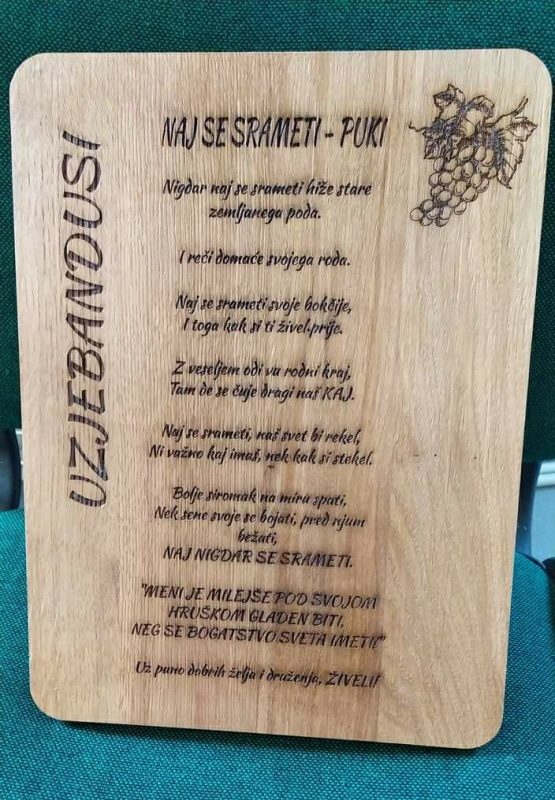 UZJEBANDUSI
NAJ SE SRAMETI - PUKI
Nigdar naj se srameti hiže stare
zemljanega poda.
I reči domaće svojega roda.
Naj se srameti svoje bokčije,
I toga kak si ti živel prije.
Z veseljem odi vu rodni kraj,
Tam de se čuje dragi naš KAJ.
Naj se srameti, naš svet bi rekel,
Ni važno kaj imaš, nek kak si stekel.
Bolje siromak na miru spati,
Nek sene svoje se bojati, pred njum
bežati,
NAJ NIGDAR SE SRAMETI.
"MENI JE MILEJŠE POD SVOJOM
HRUŠKOM GLADEN BITI,
NEG SE BOGATSTVO SVETA IMETI!"
Uz puno dobrih želja i druženja, ŽIVELI!